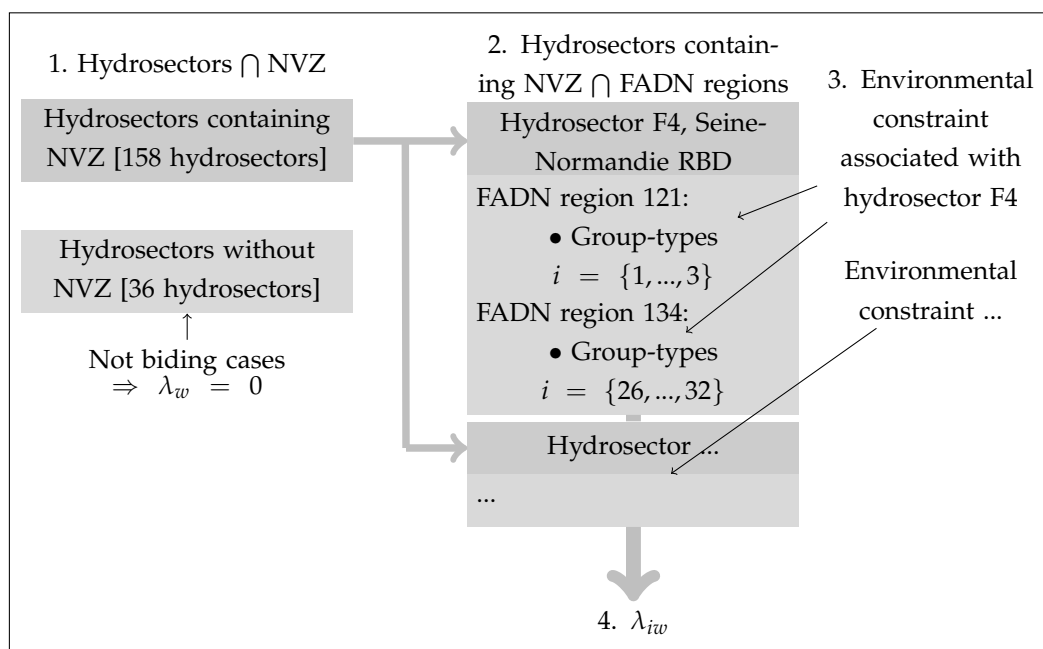 1. Hydrosectors ⋂ NVZ
Hydrosectors containing
NVZ [158 hydrosectors]
Hydrosectors without
NVZ [36 hydrosectors]
Not biding cases
⇒ λw = 0
2. Hydrosectors contain-
ing NVZ ⋂ FADN regions
Hydrosector F4, Seine-
Normandie RBD
FADN region 121:
• Group-types
i = {1, ..., 3}
FADN region 134:
• Group-types
i = {26, ..., 32}
Hydrosector ...
...
3. Environmental
constraint
associated with
hydrosector F4
Environmental
constraint ...
4. λiw